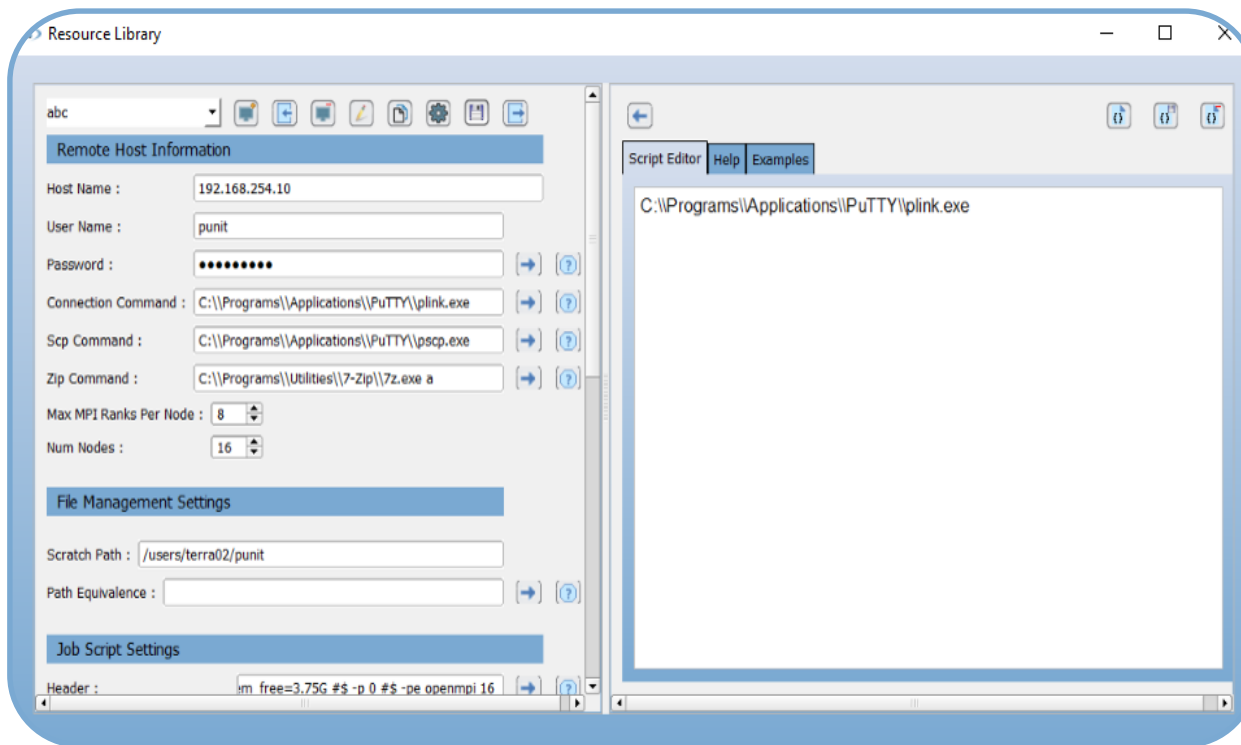 Resource Library
abc
Remote Host Information
Host Name : 192.168.254.10
User Name : punit
Password : •••••••••
Connection Command : C:\\Programs\\Applications\\PuTTY\\plink.exe
Scp Command : C:\\Programs\\Applications\\PuTTY\\pscp.exe
Zip Command : C:\\Programs\\Utilities\\7-Zip\\7z.exe a
Max MPI Ranks Per Node : 8
Num Nodes : 16
File Management Settings
Scratch Path : /users/terra02/punit
Path Equivalence :
Job Script Settings
Header : em_free=3.75G #$ -p 0 #$ -pe openmpi 16
Script Editor Help Examples
C:\\Programs\\Applications\\PuTTY\\plink.exe